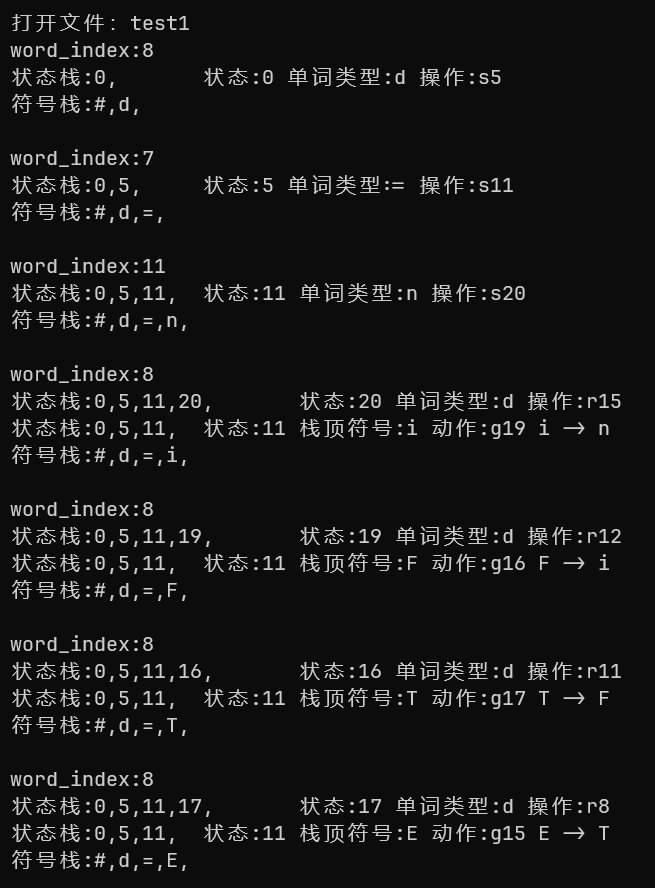 打开文件: test1
word_index:8
状态栈:0, 状态:0 单词类型:d 操作:s5
符号栈:#,d,
word_index:7
状态栈:0,5, 状态:5 单词类型:= 操作:s11
符号栈:#,d,=,
word_index:11
状态栈:0,5,11, 状态:11 单词类型:n 操作:s20
符号栈:#,d,=,n,
word_index:8
状态栈:0,5,11,20, 状态:20 单词类型:d 操作:r15
状态栈:0,5,11, 状态:11 栈顶符号:i 动作:g19 i -> n
符号栈:#,d,=,i,
word_index:8
状态栈:0,5,11,19, 状态:19 单词类型:d 操作:r12
状态栈:0,5,11, 状态:11 栈顶符号:F 动作:g16 F -> i
符号栈:#,d,=,F,
word_index:8
状态栈:0,5,11,16, 状态:16 单词类型:d 操作:r11
状态栈:0,5,11, 状态:11 栈顶符号:T 动作:g17 T -> F
符号栈:#,d,=,T,
word_index:8
状态栈:0,5,11,17, 状态:17 单词类型:d 操作:r8
状态栈:0,5,11, 状态:11 栈顶符号:E 动作:g15 E -> T
符号栈:#,d,=,E,